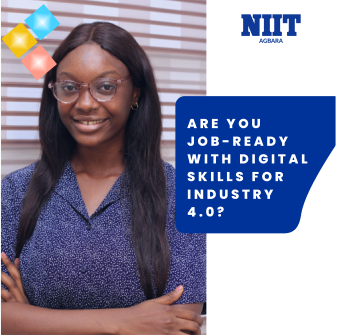 NIIT
AGBARA
ARE YOU
JOB-READY
WITH DIGITAL
SKILLS FOR
INDUSTRY
4.0?